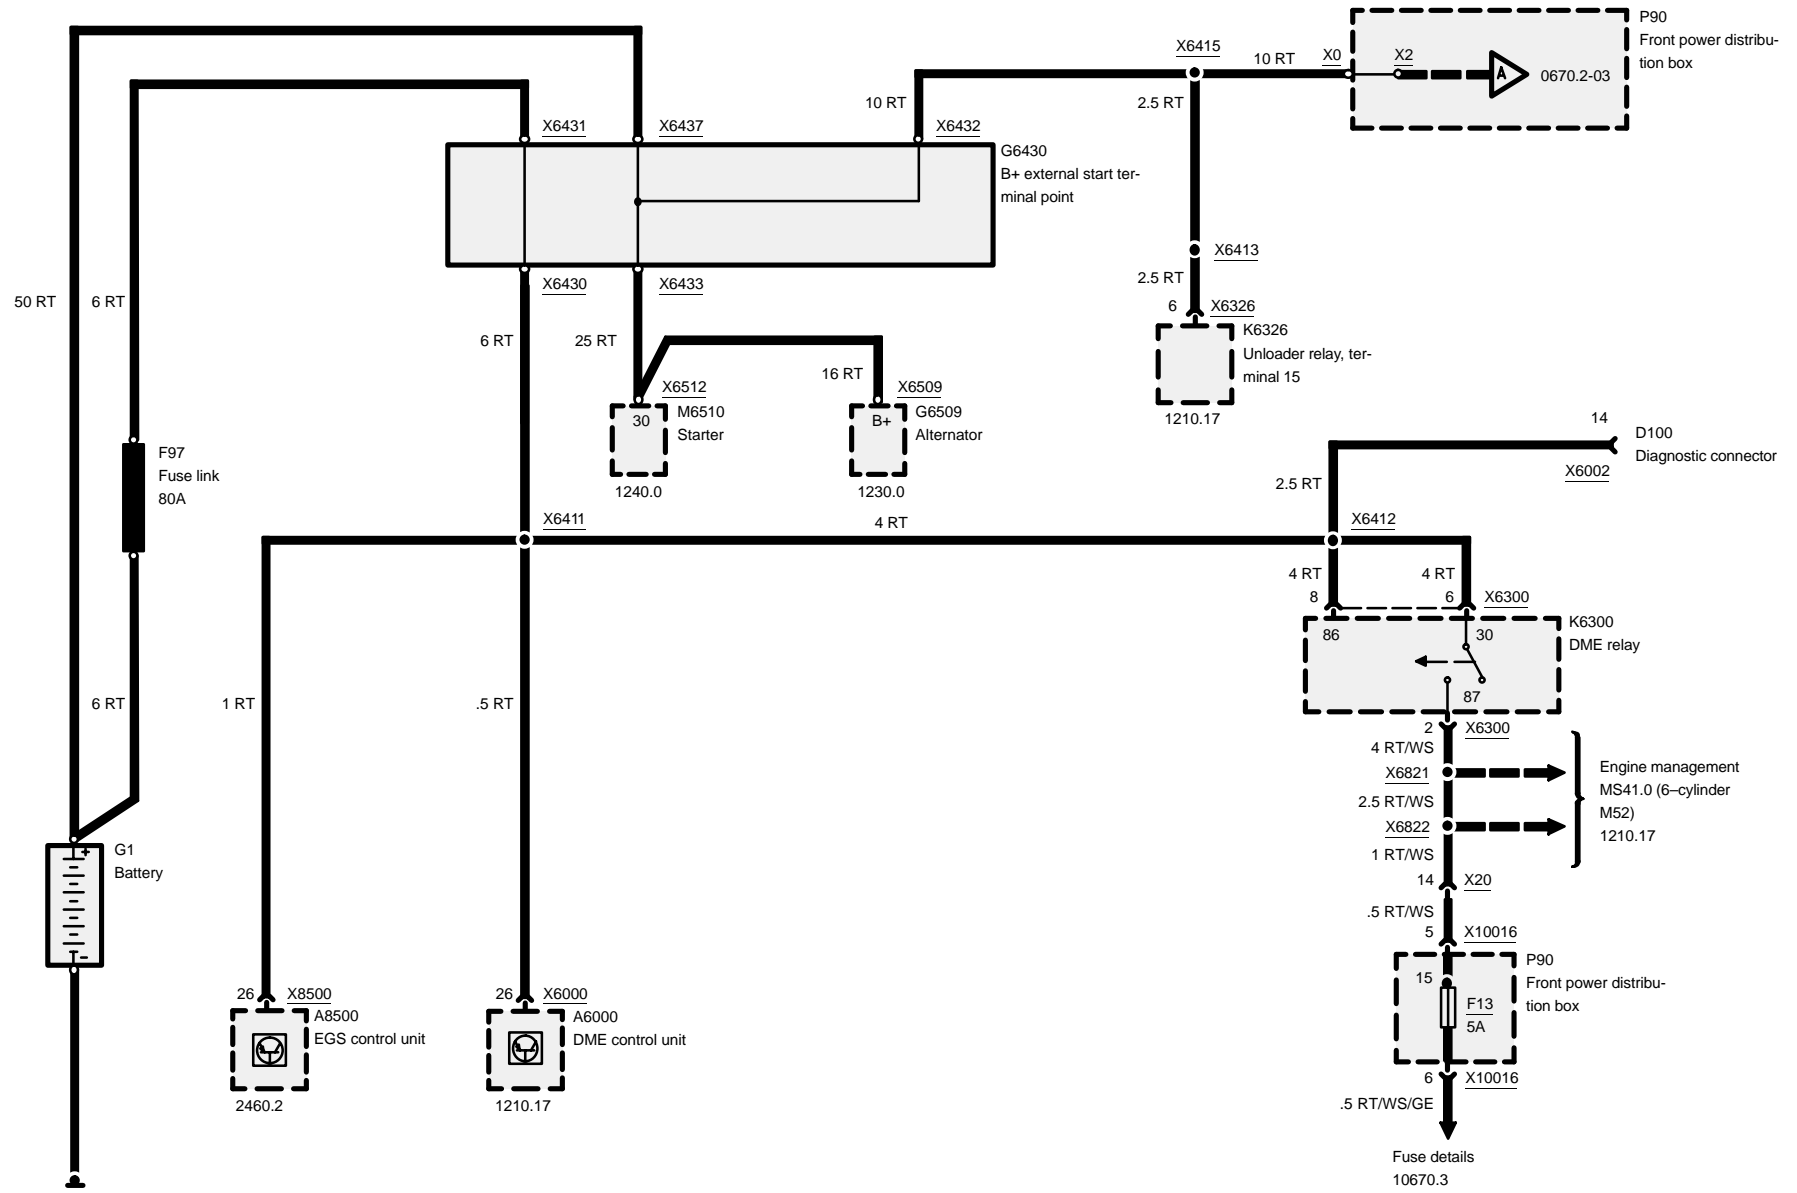 P90
Front power distribu-
tion box
X6415
10 RT
X0
X2
A
0670.2-03
10 RT
2.5 RT
X6431
X6437
X6432
G6430
B+ external start ter-
minal point
X6413
2.5 RT
X6430
X6433
50 RT
6 RT
6
X6326
K6326
Unloader relay, ter-
minal 15
1210.17
6 RT
25 RT
16 RT
X6512
X6509
30
M6510
Starter
B+
G6509
Alternator
1240.0
1230.0
14
D100
Diagnostic connector
X6002
F97
Fuse link
80A
2.5 RT
X6411
4 RT
X6412
4 RT
4 RT
8
6
X6300
86
30
K6300
DME relay
87
6 RT
1 RT
.5 RT
2
X6300
4 RT/WS
X6821
2.5 RT/WS
X6822
1 RT/WS
Engine management
MS41.0 (6–cylinder
M52)
1210.17
G1
Battery
+
-
14
X20
.5 RT/WS
5
X10016
P90
Front power distribu-
tion box
15
F13
5A
26
X8500
A8500
EGS control unit
2460.2
26
X6000
A6000
DME control unit
1210.17
6
X10016
.5 RT/WS/GE
Fuse details
10670.3